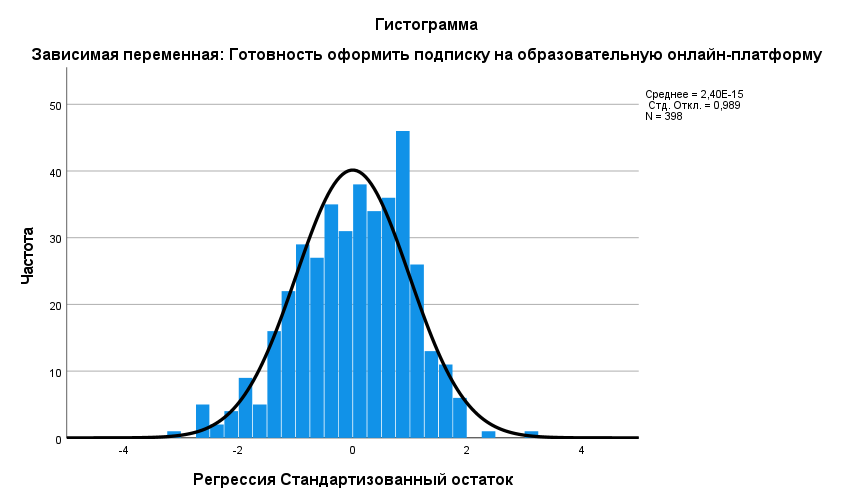 Гистограмма
Зависимая переменная: Готовность оформить подписку на образовательную онлайн-платформу
Среднее = 2,40E-15
Стд. Откл. = 0,989
N = 398
50
40
30
20
10
0
Частота
-4 -2 0 2 4
Регрессия Стандартизованный остаток